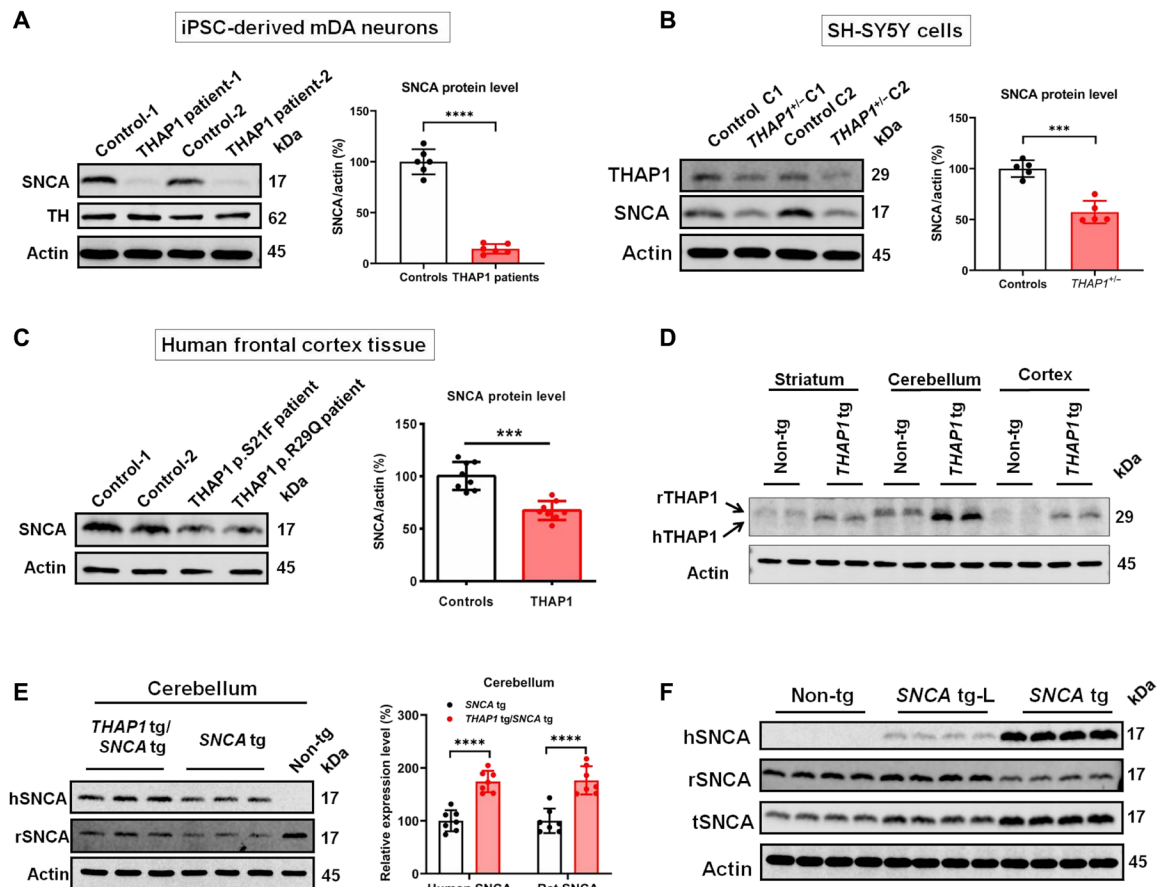 A
iPSC-derived mDA neurons
Control-1
THAP1 patient-1
Control-2
THAP1 patient-2
kDa
SNCA
17
TH
62
Actin
45
SNCA protein level
****
SNCA/actin (%)
150
100
50
0
Controls
THAP1 patients
B
SH-SY5Y cells
Control C1
THAP1+/– C1
Control C2
THAP1+/– C2
kDa
THAP1
29
SNCA
17
Actin
45
SNCA protein level
***
SNCA/actin (%)
150
100
50
0
Controls
THAP1+/–
C
Human frontal cortex tissue
Control-1
Control-2
THAP1 p.S21F patient
THAP1 p.R29Q patient
kDa
SNCA
17
Actin
45
SNCA protein level
***
SNCA/actin (%)
150
100
50
0
Controls
THAP1
D
Striatum
Cerebellum
Cortex
Non-tg
THAP1 tg
Non-tg
THAP1 tg
Non-tg
THAP1 tg
kDa
rTHAP1
hTHAP1
29
Actin
45
E
Cerebellum
THAP1 tg/
SNCA tg
SNCA tg
Non-tg
kDa
hSNCA
17
rSNCA
17
Actin
45
Cerebellum
SNCA tg
THAP1 tg/SNCA tg
****
****
Relative expression level (%)
300
200
100
0
Human SNCA
Rat SNCA
F
Non-tg
SNCA tg-L
SNCA tg
kDa
hSNCA
17
rSNCA
17
tSNCA
17
Actin
45